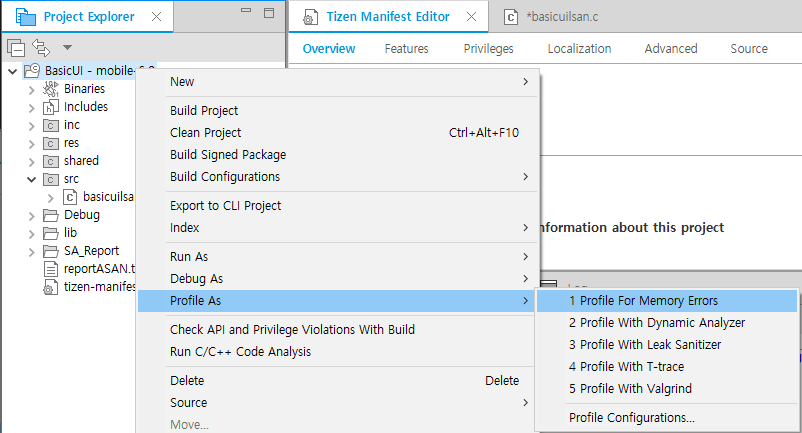 Project Explorer
BasicUI - mobile-6.0
Binaries
Includes
inc
res
shared
src
basicuilsan
Debug
lib
SA_Report
reportASAN.t
tizen-manifes
New
Build Project
Clean Project Ctrl+Alt+F10
Build Signed Package
Build Configurations
Export to CLI Project
Index
Run As
Debug As
Profile As
Check API and Privilege Violations With Build
Run C/C++ Code Analysis
Delete Delete
Source
Move...
Tizen Manifest Editor
*basicuilsan.c
Overview Features Privileges Localization Advanced Source
nformation about this project
1 Profile For Memory Errors
2 Profile With Dynamic Analyzer
3 Profile With Leak Sanitizer
4 Profile With T-trace
5 Profile With Valgrind
Profile Configurations...